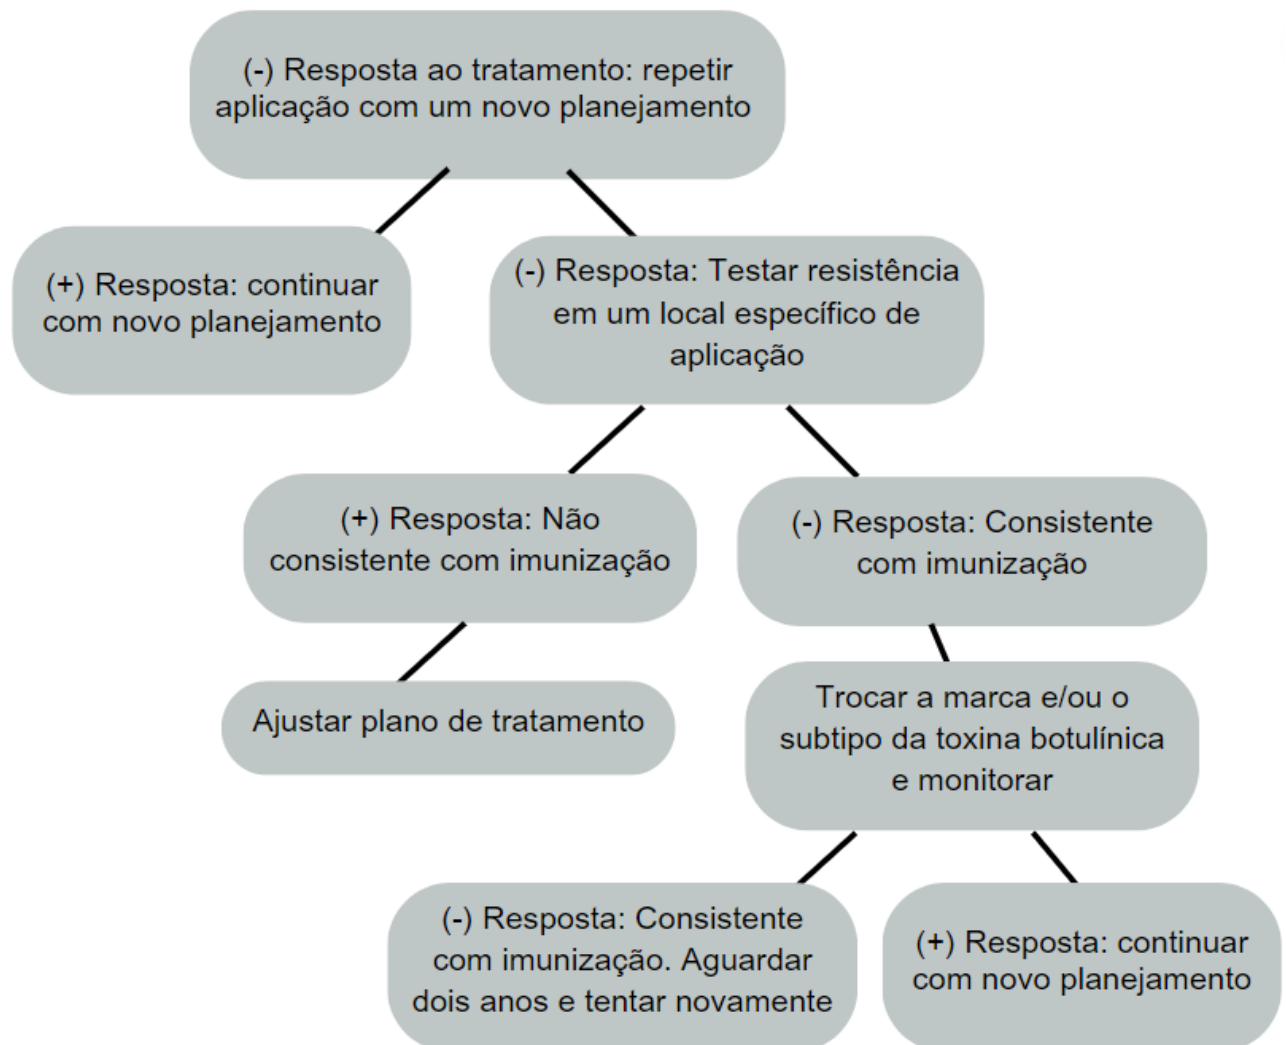 (-) Resposta ao tratamento: repetir
aplicação com um novo planejamento
(+) Resposta: continuar
com novo planejamento
(-) Resposta: Testar resistência
em um local específico de
aplicação
(+) Resposta: Não
consistente com imunização
(-) Resposta: Consistente
com imunização
Ajustar plano de tratamento
Trocar a marca e/ou o
subtipo da toxina botulínica
e monitorar
(-) Resposta: Consistente
com imunização. Aguardar
dois anos e tentar novamente
(+) Resposta: continuar
com novo planejamento